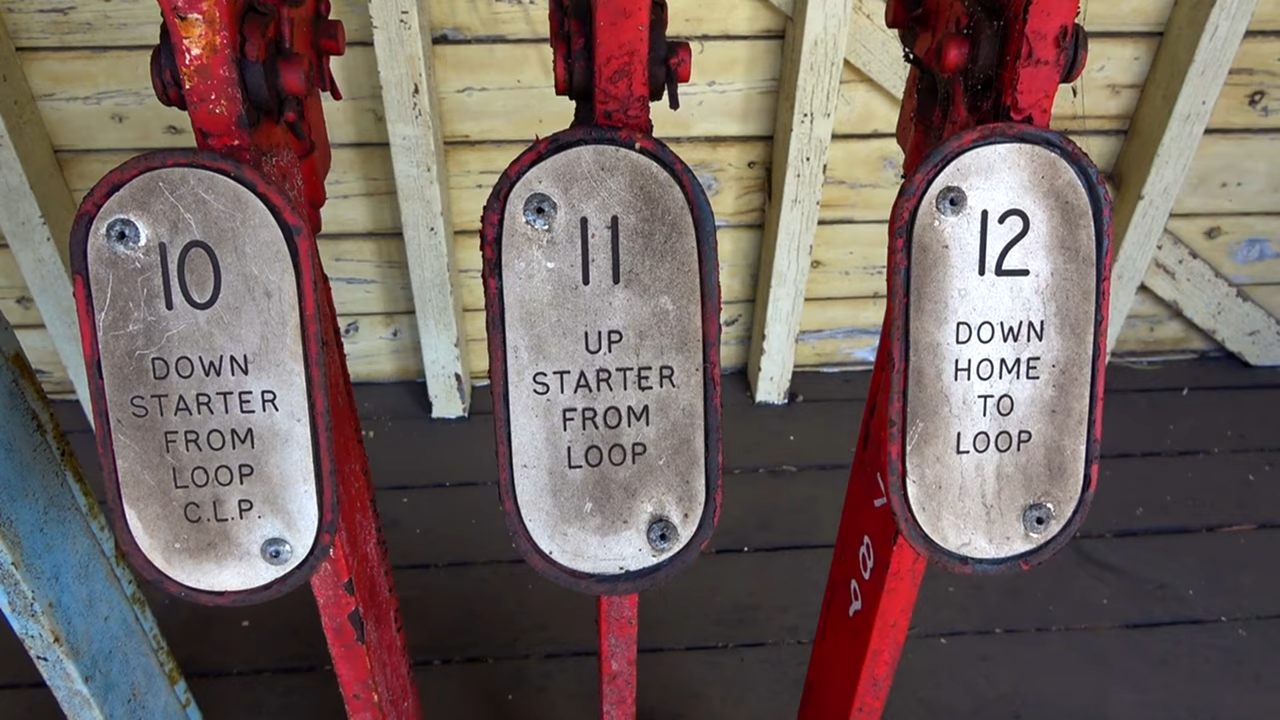 10
DOWN
STARTER
FROM
LOOP
C.L.P.
11
UP
STARTER
FROM
LOOP
12
DOWN
HOME
TO
LOOP